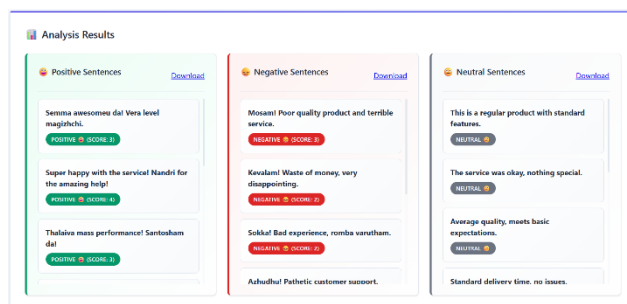 Analysis Results
Positive Sentences
Download
Semma awesomeu da! Vera level
magizhchi.
POSITIVE 😀 (SCORE: 3)
Super happy with the service! Nandri for
the amazing help!
POSITIVE 😀 (SCORE: 4)
Thalaiva mass performance! Santosham
da!
POSITIVE 😀 (SCORE: 3)
Negative Sentences
Download
Mosam! Poor quality product and terrible
service.
NEGATIVE 😡 (SCORE: 3)
Kevalam! Waste of money, very
disappointing.
NEGATIVE 😡 (SCORE: 3)
Sokka! Bad experience, romba varutham.
NEGATIVE 😡 (SCORE: 2)
Azhudhu! Pathetic customer support.
Neutral Sentences
Download
This is a regular product with standard
features.
NEUTRAL 😐
The service was okay, nothing special.
NEUTRAL 😐
Average quality, meets basic
expectations.
NEUTRAL 😐
Standard delivery time, no issues.